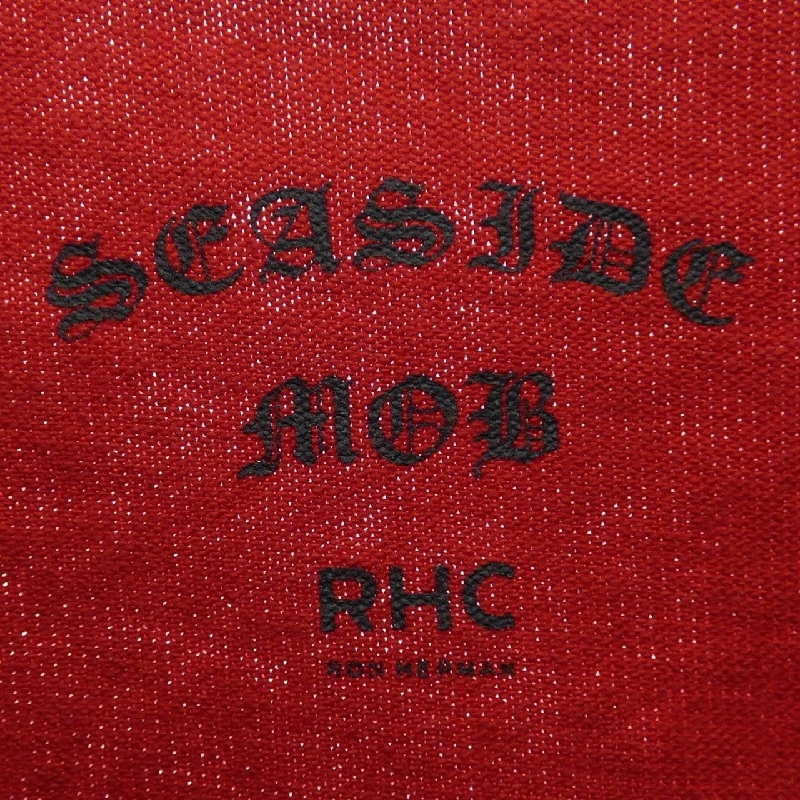 SEASIDE
MOB
RHC
RON HERMAN